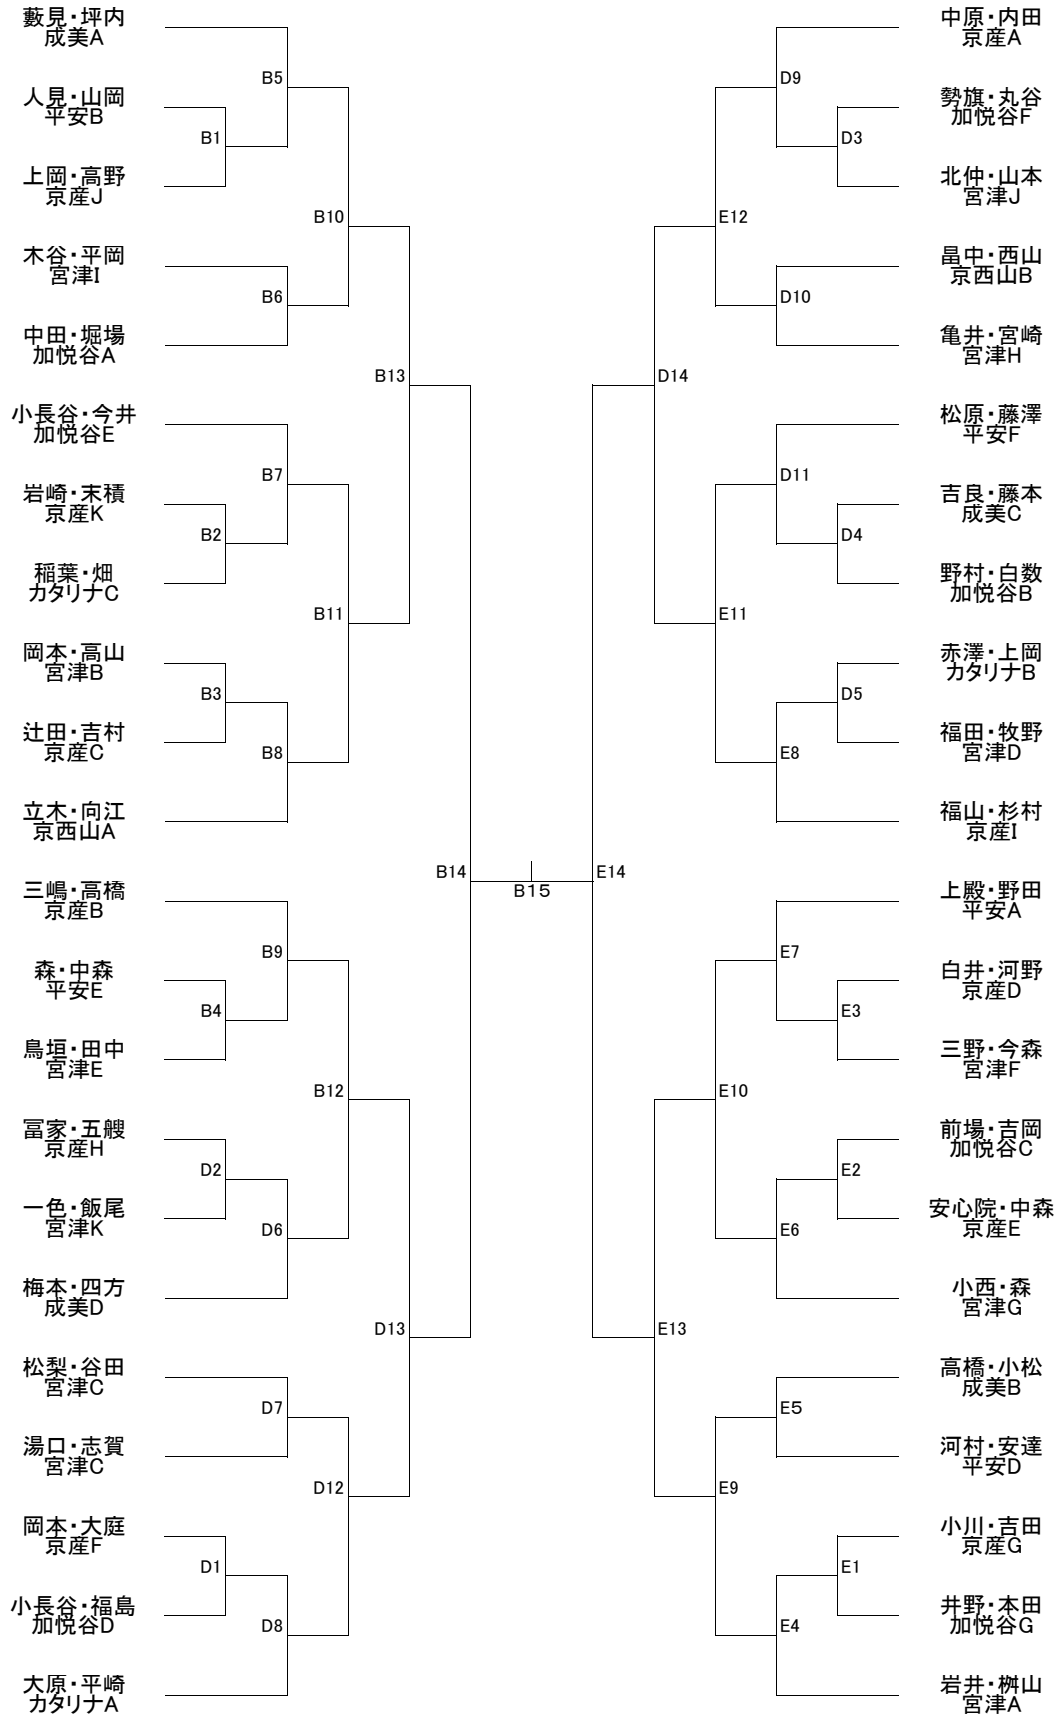 藪見・坪内
成美A
人見・山岡
平安B
上岡・高野
京産J
木谷・平岡
宮津I
中田・堀場
加悦谷A
小長谷・今井
加悦谷E
岩崎・末積
京産K
稲葉・畑
カタリナC
岡本・高山
宮津B
辻田・吉村
京産C
立木・向江
京西山A
三嶋・高橋
京産B
森・中森
平安E
鳥垣・田中
宮津E
冨家・五艘
京産H
一色・飯尾
宮津K
梅本・四方
成美D
松梨・谷田
宮津C
湯口・志賀
宮津C
岡本・大庭
京産F
小長谷・福島
加悦谷D
大原・平崎
カタリナA
B5
B1
B10
B6
B13
B7
B2
B11
B3
B8
B14
B9
B4
B12
D2
D6
D13
D7
D12
D1
D8
B15
D9
D3
E12
D10
D14
D11
D4
E11
D5
E8
E14
E7
E3
E10
E2
E6
E13
E5
E9
E1
E4
中原・内田
京産A
勢旗・丸谷
加悦谷F
北仲・山本
宮津J
畠中・西山
京西山B
亀井・宮崎
宮津H
松原・藤澤
平安F
吉良・藤本
成美C
野村・白数
加悦谷B
赤澤・上岡
カタリナB
福田・牧野
宮津D
福山・杉村
京産I
上殿・野田
平安A
白井・河野
京産D
三野・今森
宮津F
前場・吉岡
加悦谷C
安心院・中森
京産E
小西・森
宮津G
高橋・小松
成美B
河村・安達
平安D
小川・吉田
京産G
井野・本田
加悦谷G
岩井・桝山
宮津A